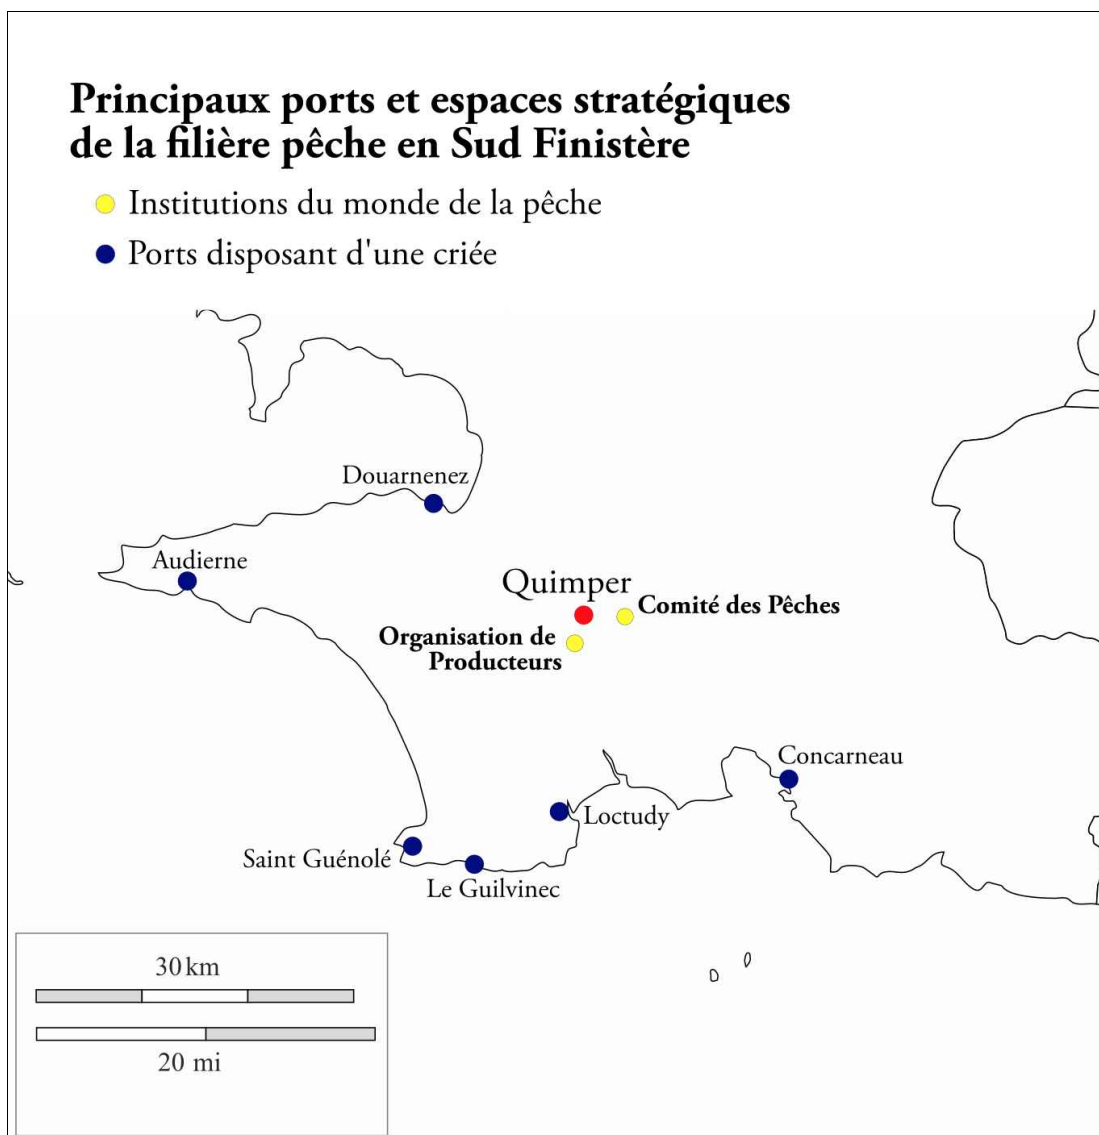 Principaux ports et espaces stratégiques
de la filière pêche en Sud Finistère
Institutions du monde de la pêche
Ports disposant d'une criée
Douarnenez
Audierne
Quimper
Comité des Pêches
Organisation de
Producteurs
Concarneau
Loctudy
Saint Guénolé
Le Guilvinec
30 km
20 mi